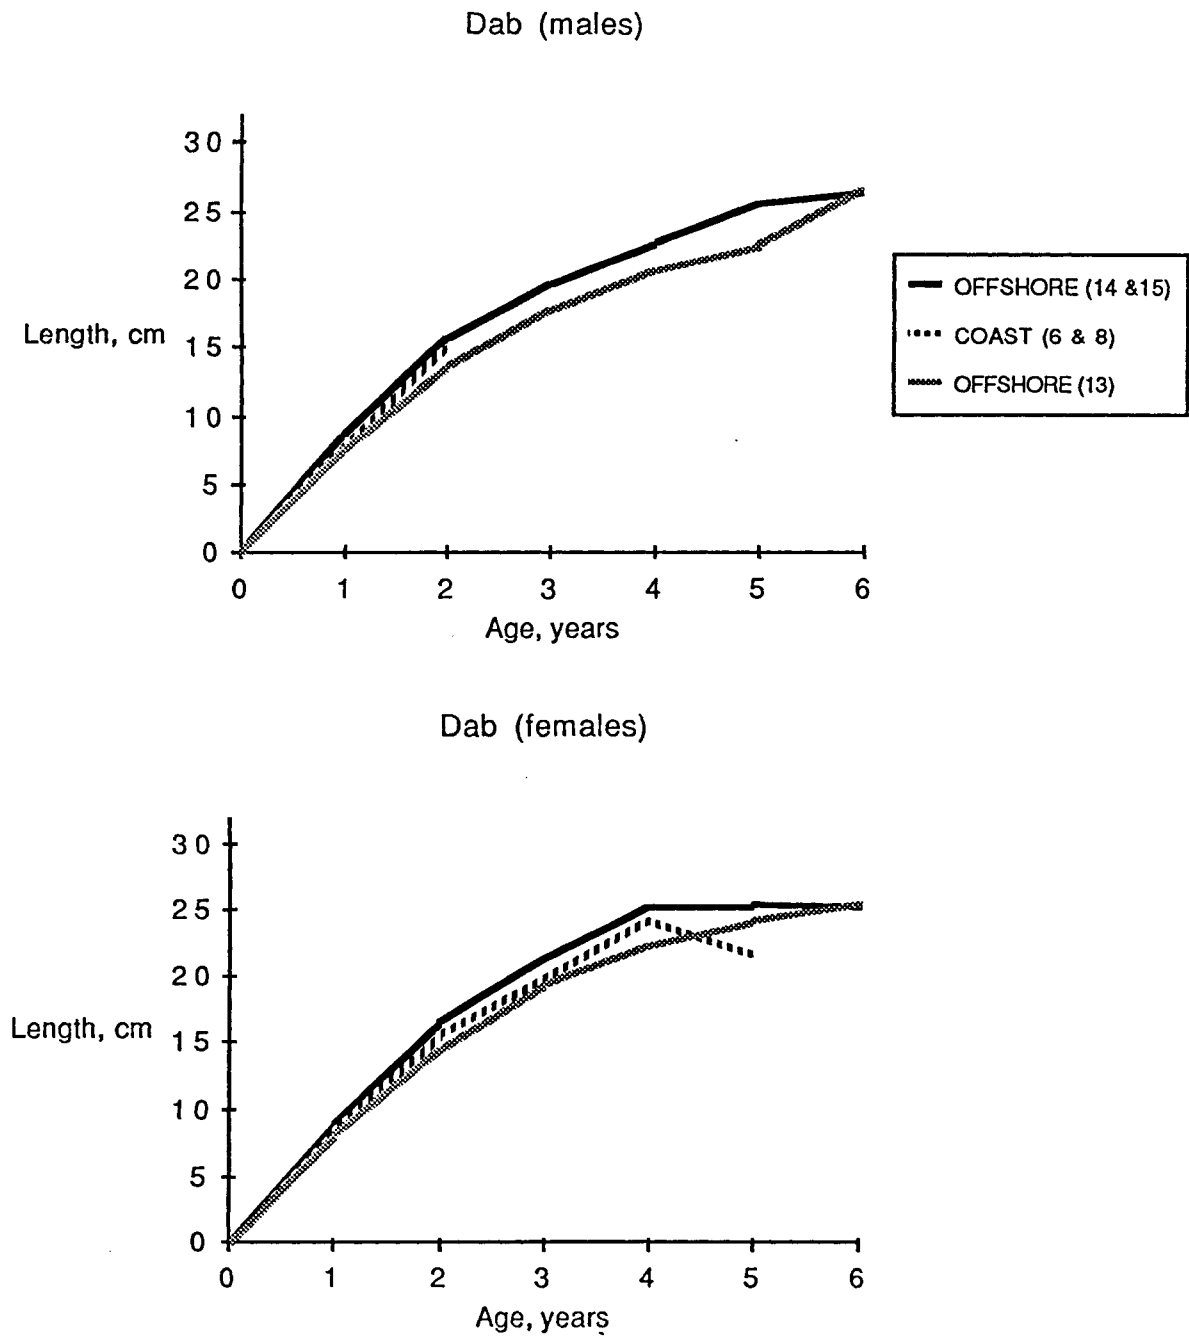 Dab (males)
30
25
20
Length, cm 15
10
5
0
0 1 2 3 4 5 6
Age, years
OFFSHORE (14 &15)
COAST (6 & 8)
OFFSHORE (13)
Dab (females)
30
25
20
Length, cm 15
10
5
0
0 1 2 3 4 5 6
Age, years